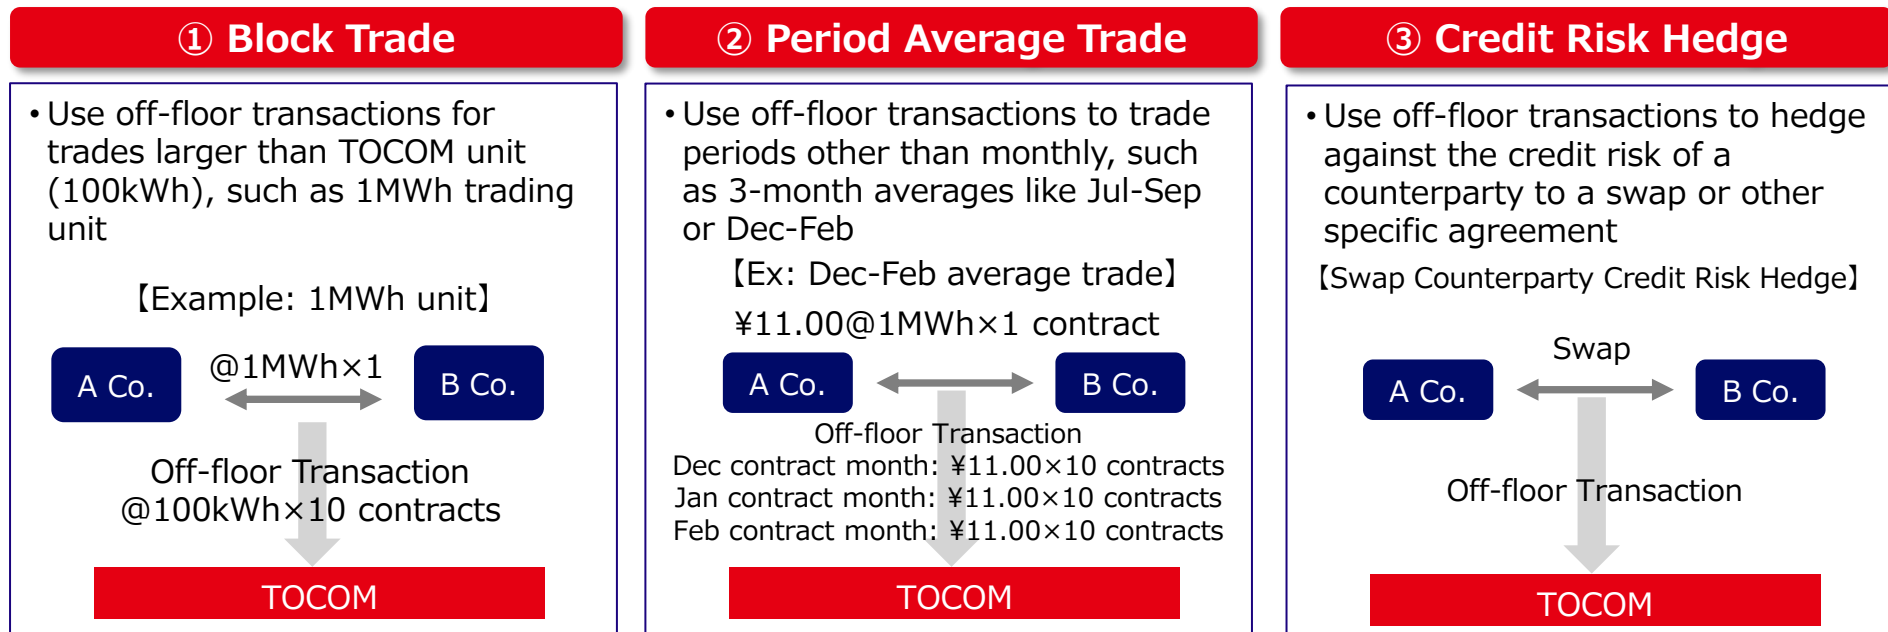 ① Block Trade
• Use off-floor transactions for
trades larger than TOCOM unit
(100kWh), such as 1MWh trading
unit
【Example: 1MWh unit】
@1MWh×1
A Co.
B Co.
Off-floor Transaction
@100kWh×10 contracts
TOCOM
② Period Average Trade
• Use off-floor transactions to trade
periods other than monthly, such
as 3-month averages like Jul-Sep
or Dec-Feb
【Ex: Dec-Feb average trade】
¥11.00@1MWh×1 contract
A Co.
B Co.
Off-floor Transaction
Dec contract month: ¥11.00×10 contracts
Jan contract month: ¥11.00×10 contracts
Feb contract month: ¥11.00×10 contracts
TOCOM
③ Credit Risk Hedge
• Use off-floor transactions to hedge
against the credit risk of a
counterparty to a swap or other
specific agreement
【Swap Counterparty Credit Risk Hedge】
Swap
A Co.
B Co.
Off-floor Transaction
TOCOM